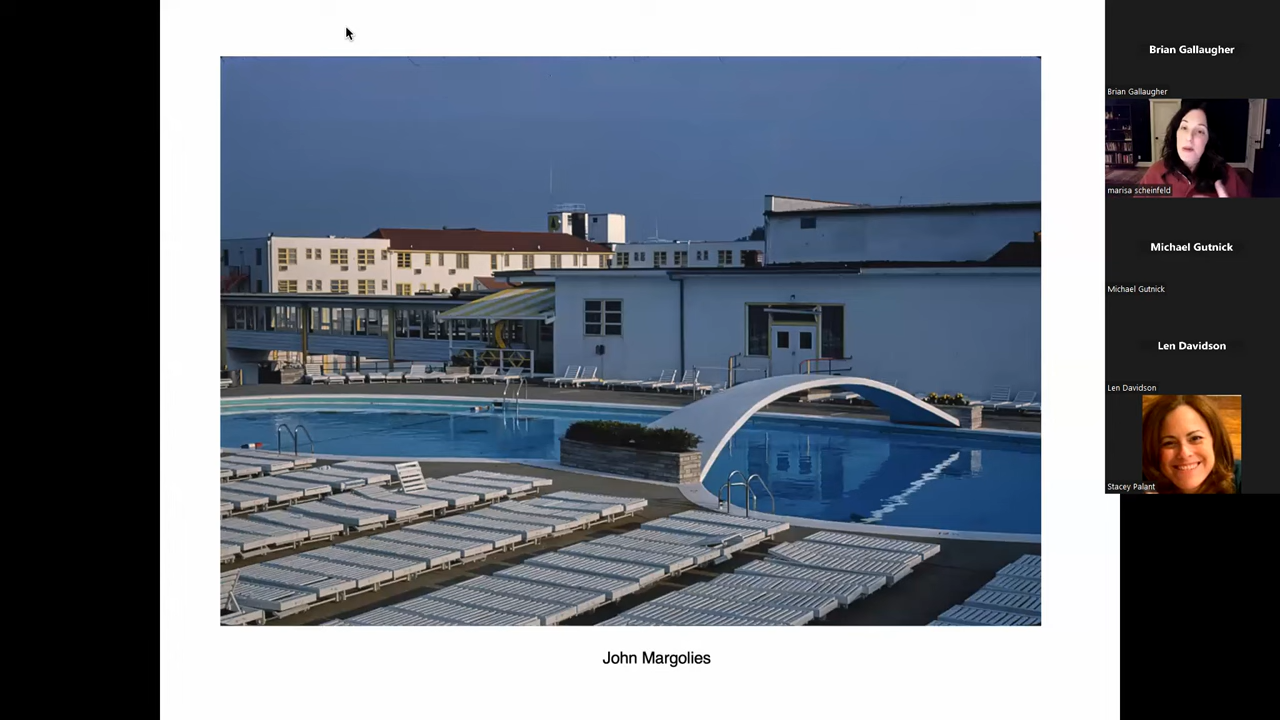 Brian Gallaugher
Brian Gallaugher
marisa scheinfeld
Michael Gutnick
Michael Gutnick
Len Davidson
Len Davidson
Stacey Palant
John Margolies